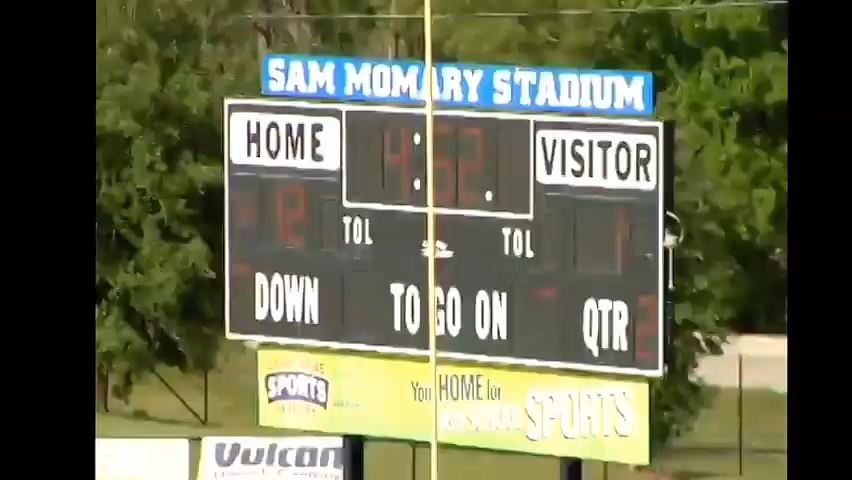 SAM MOMARY STADIUM
HOME
4:52
VISITOR
12
TOL
TOL
1
DOWN
TO GO ON
QTR 2
SPORTS
Your HOME for
SPORTS
Vulcan